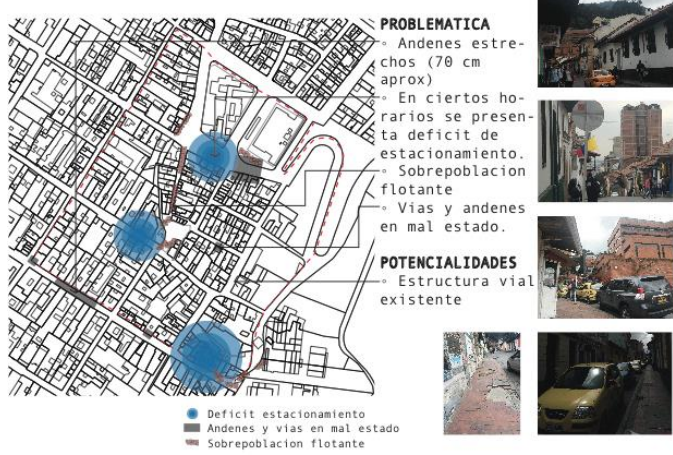 PROBLEMATICA
◦ Andenes estre-
chos (70 cm
aprox)
◦ En ciertos ho-
rarios se presen-
ta deficit de
estacionamiento.
◦ Sobrepoblacion
flotante
◦ Vias y andenes
en mal estado.
POTENCIALIDADES
◦ Estructura vial
existente
Deficit estacionamiento
Andenes y vias en mal estado
Sobrepoblacion flotante